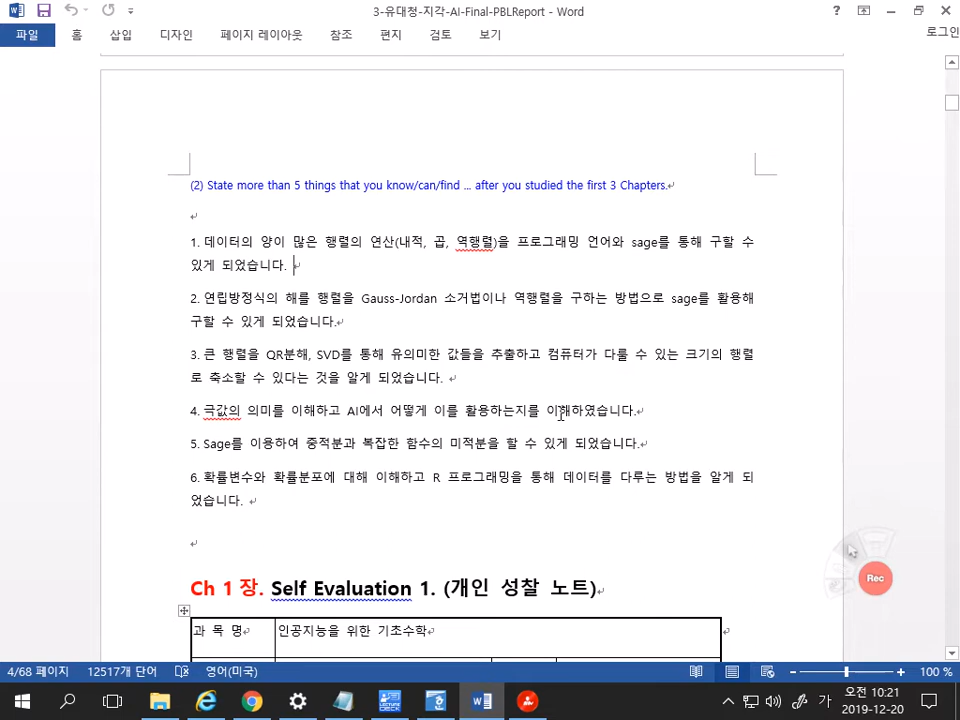 3-유대청-지각-AI-Final-PBLReport - Word
파일 홈 삽입 디자인 페이지 레이아웃 참조 편지 검토 보기 로그인
(2) State more than 5 things that you know/can/find ... after you studied the first 3 Chapters.
1. 데이터의 양이 많은 행렬의 연산(내적, 곱, 역행렬)을 프로그래밍 언어와 sage를 통해 구할 수
있게 되었습니다.
2. 연립방정식의 해를 행렬을 Gauss-Jordan 소거법이나 역행렬을 구하는 방법으로 sage를 활용해
구할 수 있게 되었습니다.
3. 큰 행렬을 QR분해, SVD를 통해 유의미한 값들을 추출하고 컴퓨터가 다룰 수 있는 크기의 행렬
로 축소할 수 있다는 것을 알게 되었습니다.
4. 극값의 의미를 이해하고 AI에서 어떻게 이를 활용하는지를 이해하였습니다.
5. Sage를 이용하여 중적분과 복잡한 함수의 미적분을 할 수 있게 되었습니다.
6. 확률변수와 확률분포에 대해 이해하고 R 프로그래밍을 통해 데이터를 다루는 방법을 알게 되
었습니다.
Rec
Ch 1 장. Self Evaluation 1. (개인 성찰 노트)
과 목 명 인공지능을 위한 기초수학
4/68 페이지 12517개 단어 영어(미국) 100 %
가 오전 10:21
2019-12-20